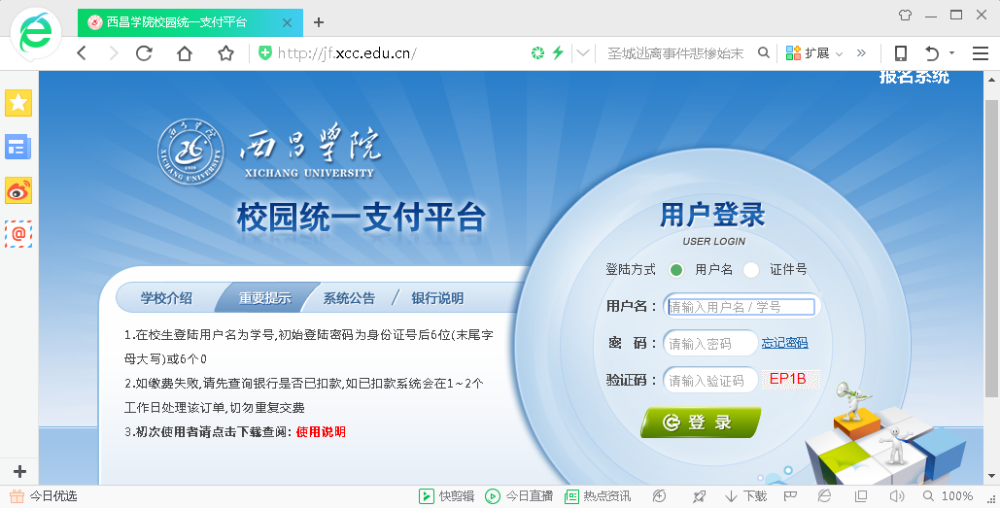 西昌学院校园统一支付平台
http://jf.xcc.edu.cn/
圣城逃离事件悲惨始末
扩展
报名系统
西昌学院
XICHANG UNIVERSITY
校园统一支付平台
用户登录
USER LOGIN
登陆方式 用户名 证件号
学校介绍 重要提示 系统公告 银行说明
用户名： 请输入用户名 / 学号
密 码： 请输入密码 忘记密码
验证码： 请输入验证码 EP1B
登 录
1.在校生登陆用户名为学号,初始登陆密码为身份证号后6位(末尾字
母大写)或6个0
2.如缴费失败,请先查询银行是否已扣款,如已扣款系统会在1~2个
工作日处理该订单,切勿重复交费
3.初次使用者请点击下载查阅: 使用说明
今日优选
快剪辑
今日直播
热点资讯
下载
100%